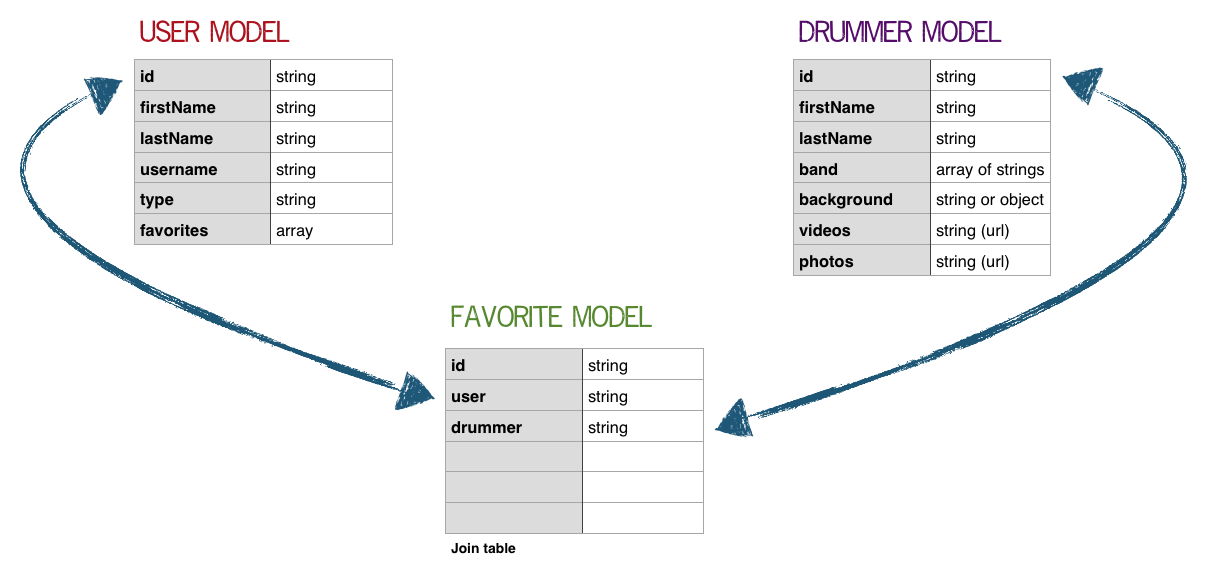 USER MODEL
id string
firstName string
lastName string
username string
type string
favorites array
DRUMMER MODEL
id string
firstName string
lastName string
band array of strings
background string or object
videos string (url)
photos string (url)
FAVORITE MODEL
id string
user string
drummer string
Join table